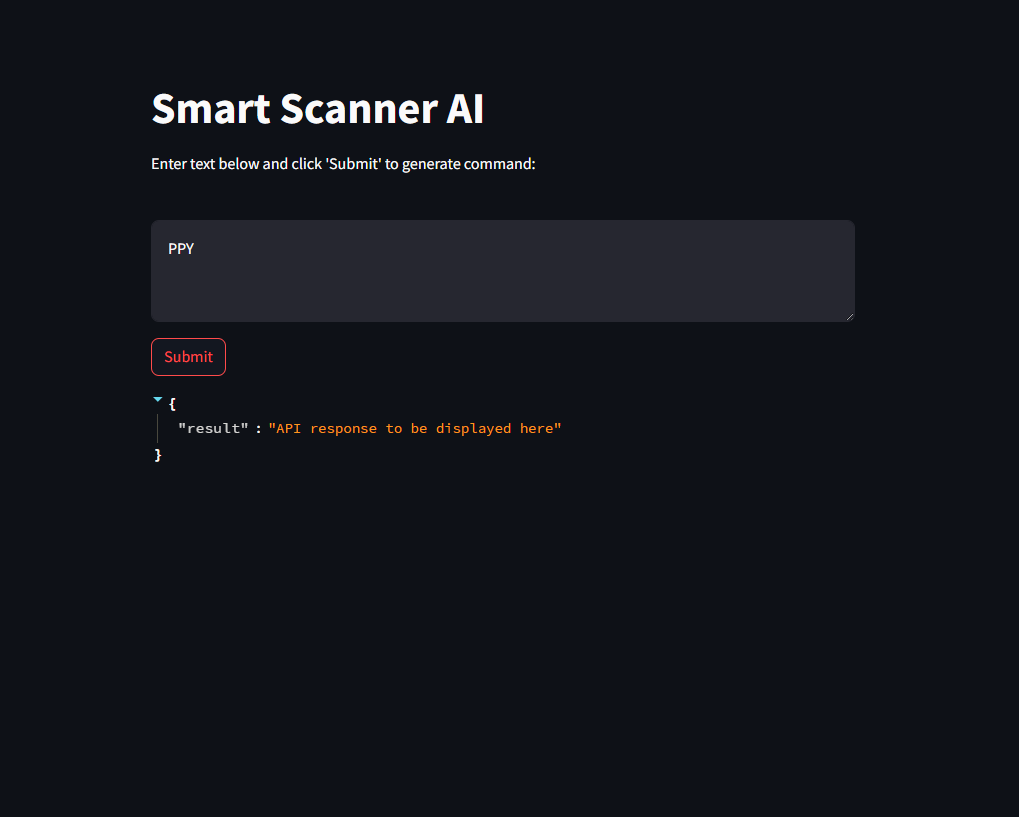 Smart Scanner AI
Enter text below and click 'Submit' to generate command:
PPY
Submit
{
"result" : "API response to be displayed here"
}